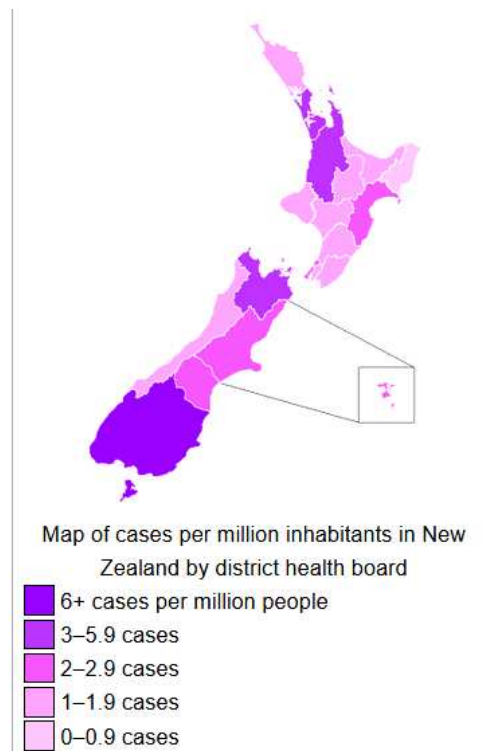 Map of cases per million inhabitants in New
Zealand by district health board
6+ cases per million people
3–5.9 cases
2–2.9 cases
1–1.9 cases
0–0.9 cases